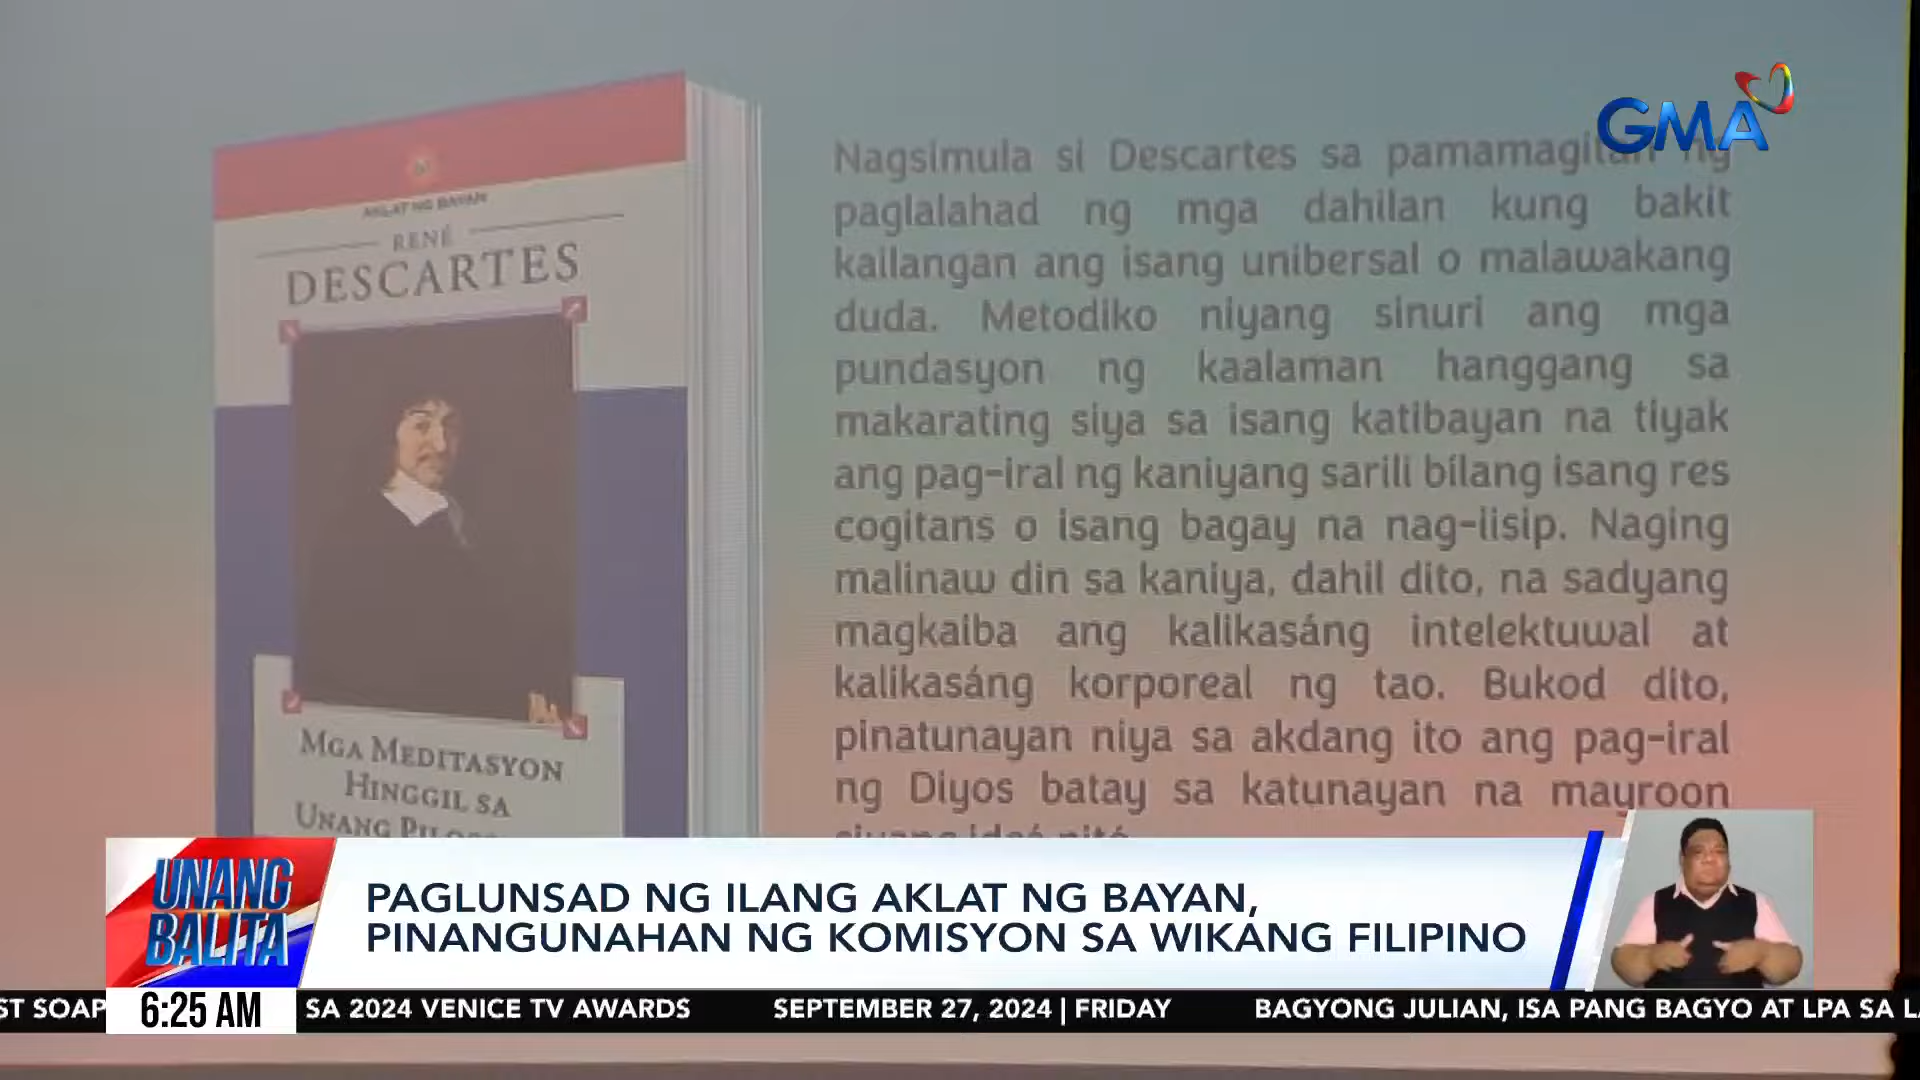 GMA
AKLAT NG BAYAN
RENÉ
DESCARTES
MGA MEDITASYON
HINGGIL SA
UNANG
Nagsimula si Descartes sa pamamagitan ng
paglalahad ng mga dahilan kung bakit
kailangan ang isang unibersal o malawakang
duda. Metodiko niyang sinuri ang mga
pundasyon ng kaalaman hanggang sa
makarating siya sa isang katibayan na tiyak
ang pag-iral ng kaniyang sarili bilang isang res
cogitans o isang bagay na nag-iisip. Naging
malinaw din sa kaniya, dahil dito, na sadyang
magkaiba ang kalikasáng intelektuwal at
kalikasáng korporeal ng tao. Bukod dito,
pinatunayan niya sa akdang ito ang pag-iral
ng Diyos batay sa katunayan na mayroon
UNANG
BALITA
PAGLUNSAD NG ILANG AKLAT NG BAYAN,
PINANGUNAHAN NG KOMISYON SA WIKANG FILIPINO
ST SOAP 6:25 AM SA 2024 VENICE TV AWARDS SEPTEMBER 27, 2024 | FRIDAY BAGYONG JULIAN, ISA PANG BAGYO AT LPA SA